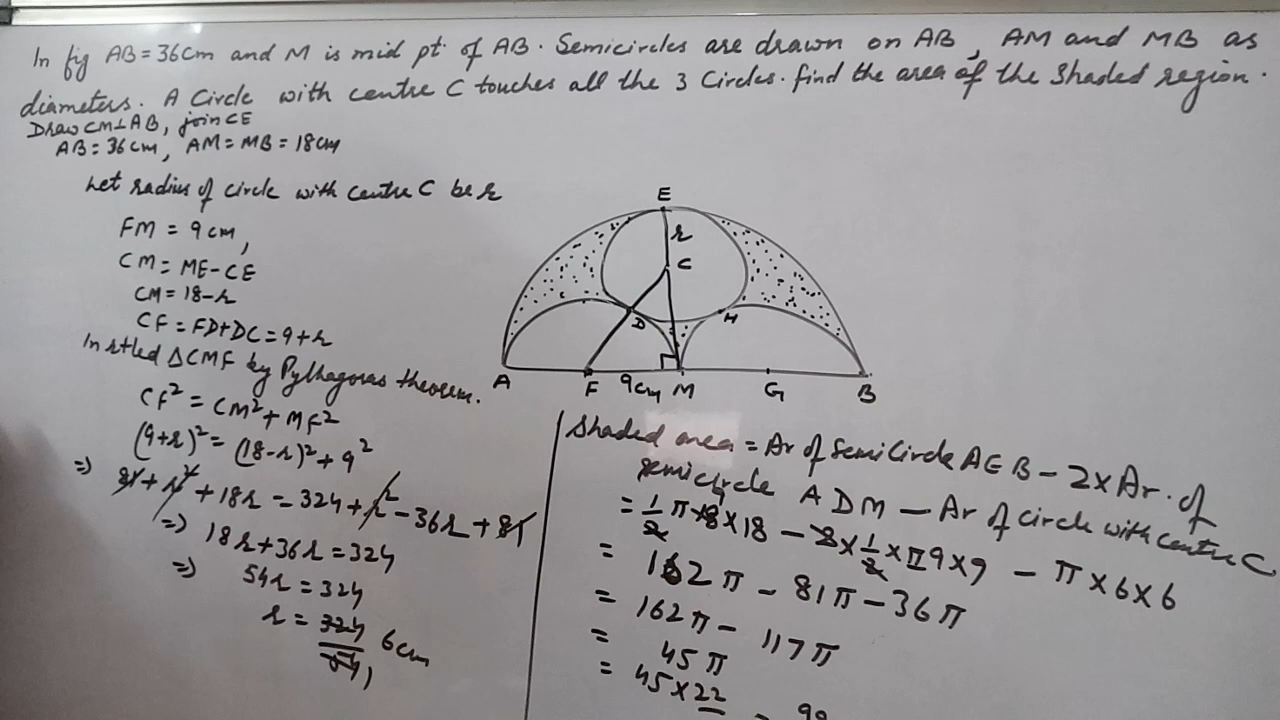 In fig AB = 36cm and M is mid pt. of AB. Semicircles are drawn on AB, AM and MB as
diameters. A Circle with centre C touches all the 3 Circles. find the area of the shaded region.
Draw CM⊥AB, join CE
AB = 36cm, AM = MB = 18cm
Let radius of circle with centre C be r
FM = 9cm,
CM = ME-CE
CM = 18-r
CF = FD+DC = 9+r
In rtled ΔCMF by Pythagoras theorem.
CF² = CM² + MF²
(9+r)² = (18-r)² + 9²
⇒ 81 + r² + 18r = 324 + r² - 36r + 81
⇒ 18r + 36r = 324
⇒ 54r = 324
r = 324/54, 6cm
E
r
C
D
H
A
F
9cm
M
G
B
Shaded area = Ar of Semicircle AEB - 2× Ar. of
semicircle ADM - Ar of circle with centre C
= 1/2 π × 18 × 18 - 2 × 1/2 × π 9×9 - π×6×6
= 162π - 81π - 36π
= 162π - 117π
= 45π
= 45×22 = 99